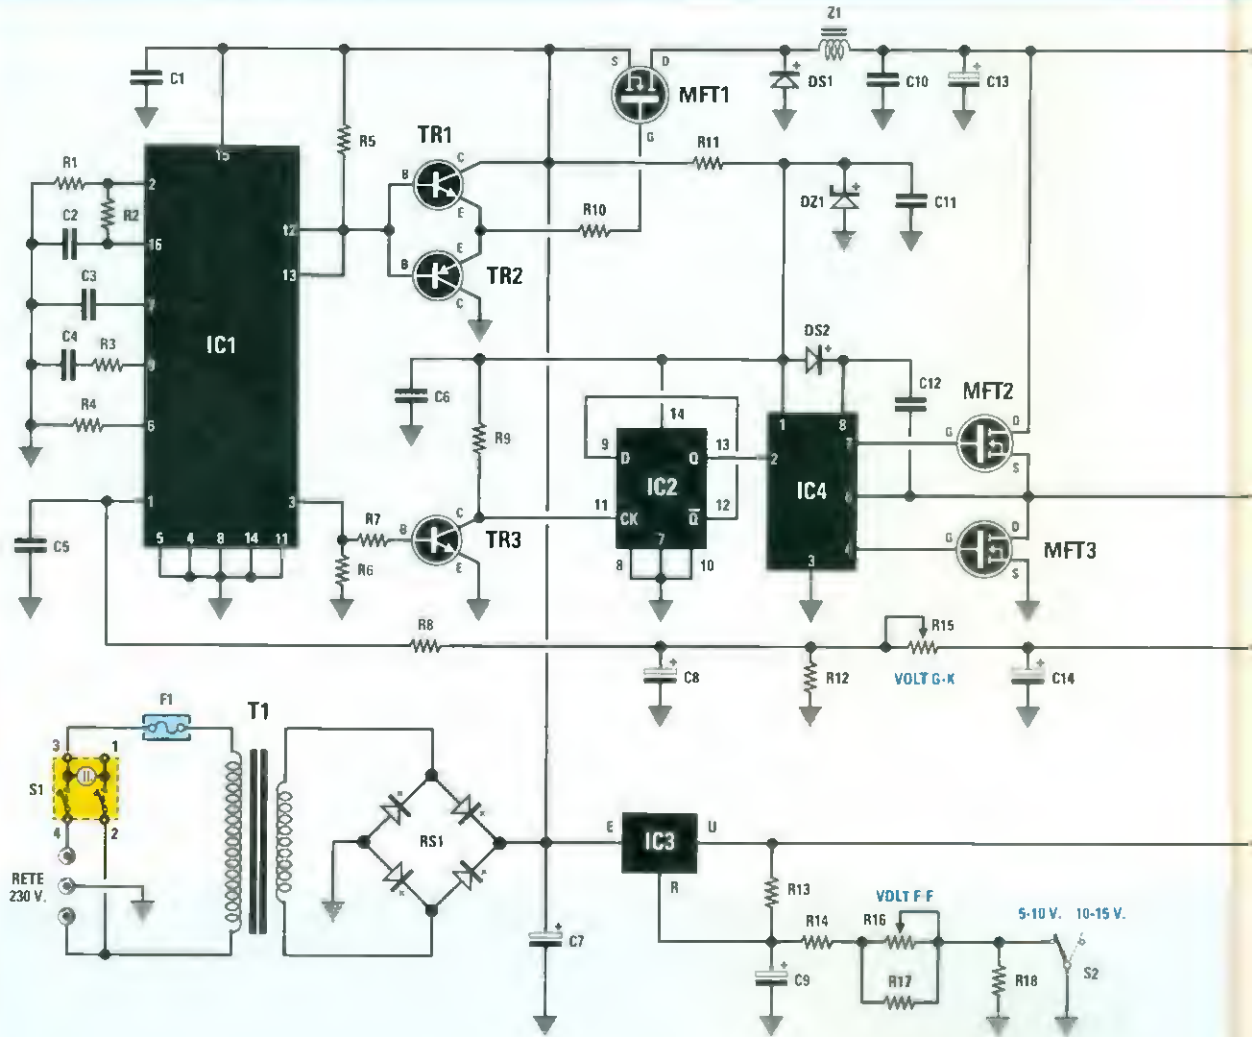 Z1
C1
S
D
MFT1
G
DS1
C10
C13
R5
TR1
R11
15
R1
2
R2
C2
16
C3
7
C4
R3
R4
6
IC1
12
13
B
C
E
R10
DZ1
C11
B
E
C
TR2
DS2
C6
R9
14
9
D
Q
13
IC2
11
CK
Q
12
7
8
10
1
8
2
7
IC4
6
4
3
C12
MFT2
G
D
S
MFT3
G
D
S
1
3
C5
5
4
8
14
11
R7
B
C
E
TR3
R6
R8
C8
R12
R15
VOLT G-K
C14
F1
T1
3
1
S1
4
2
RETE
230 V.
RS1
E
IC3
U
R
C7
R13
VOLT F-F
R14
R16
R17
C9
R18
5-10 V.
10-15 V.
S2